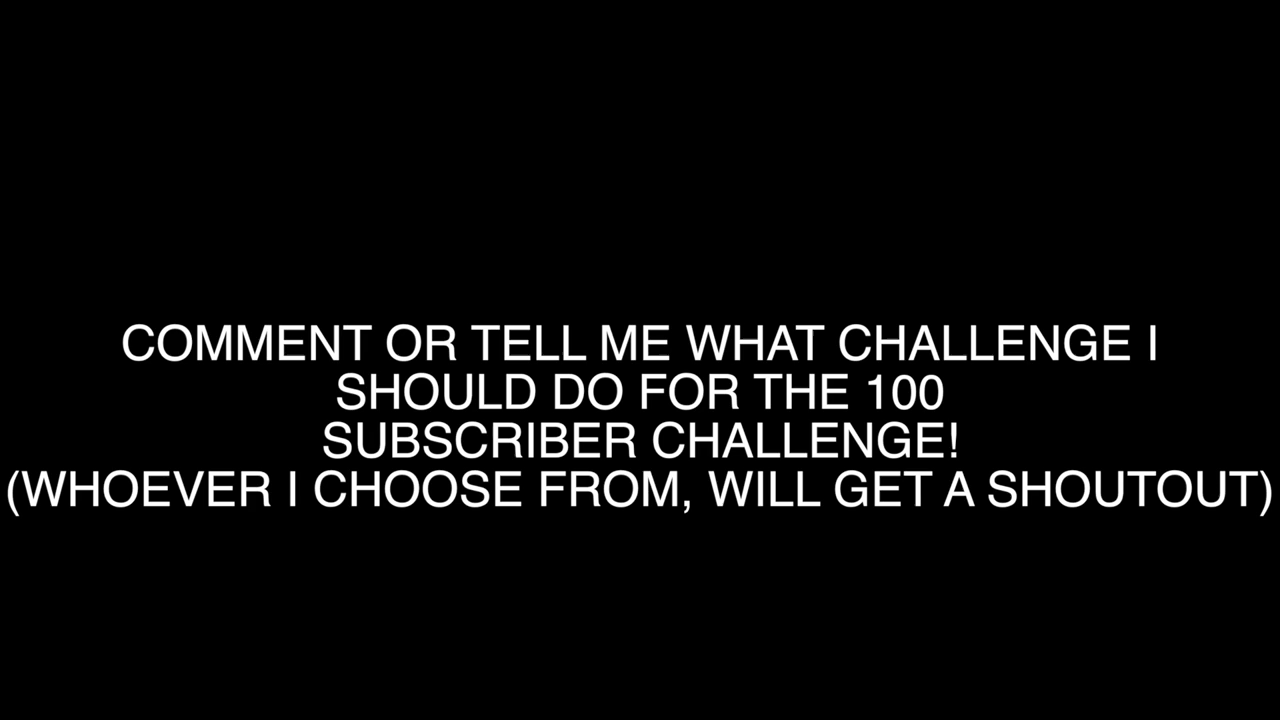 COMMENT OR TELL ME WHAT CHALLENGE I
SHOULD DO FOR THE 100
SUBSCRIBER CHALLENGE!
(WHOEVER I CHOOSE FROM, WILL GET A SHOUTOUT)